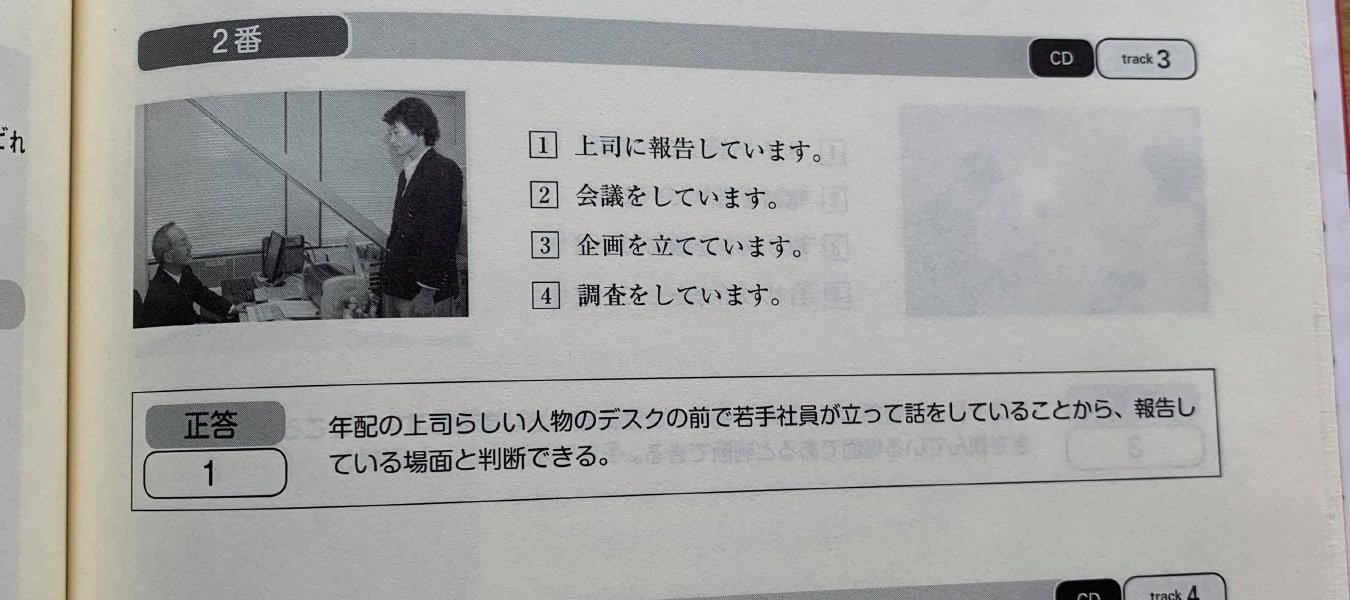 どれ
2番
CD track 3
1 上司に報告しています。
2 会議をしています。
3 企画を立てています。
4 調査をしています。
正答
1
年配の上司らしい人物のデスクの前で若手社員が立って話をしていることから、報告し
ている場面と判断できる。
CD track 4